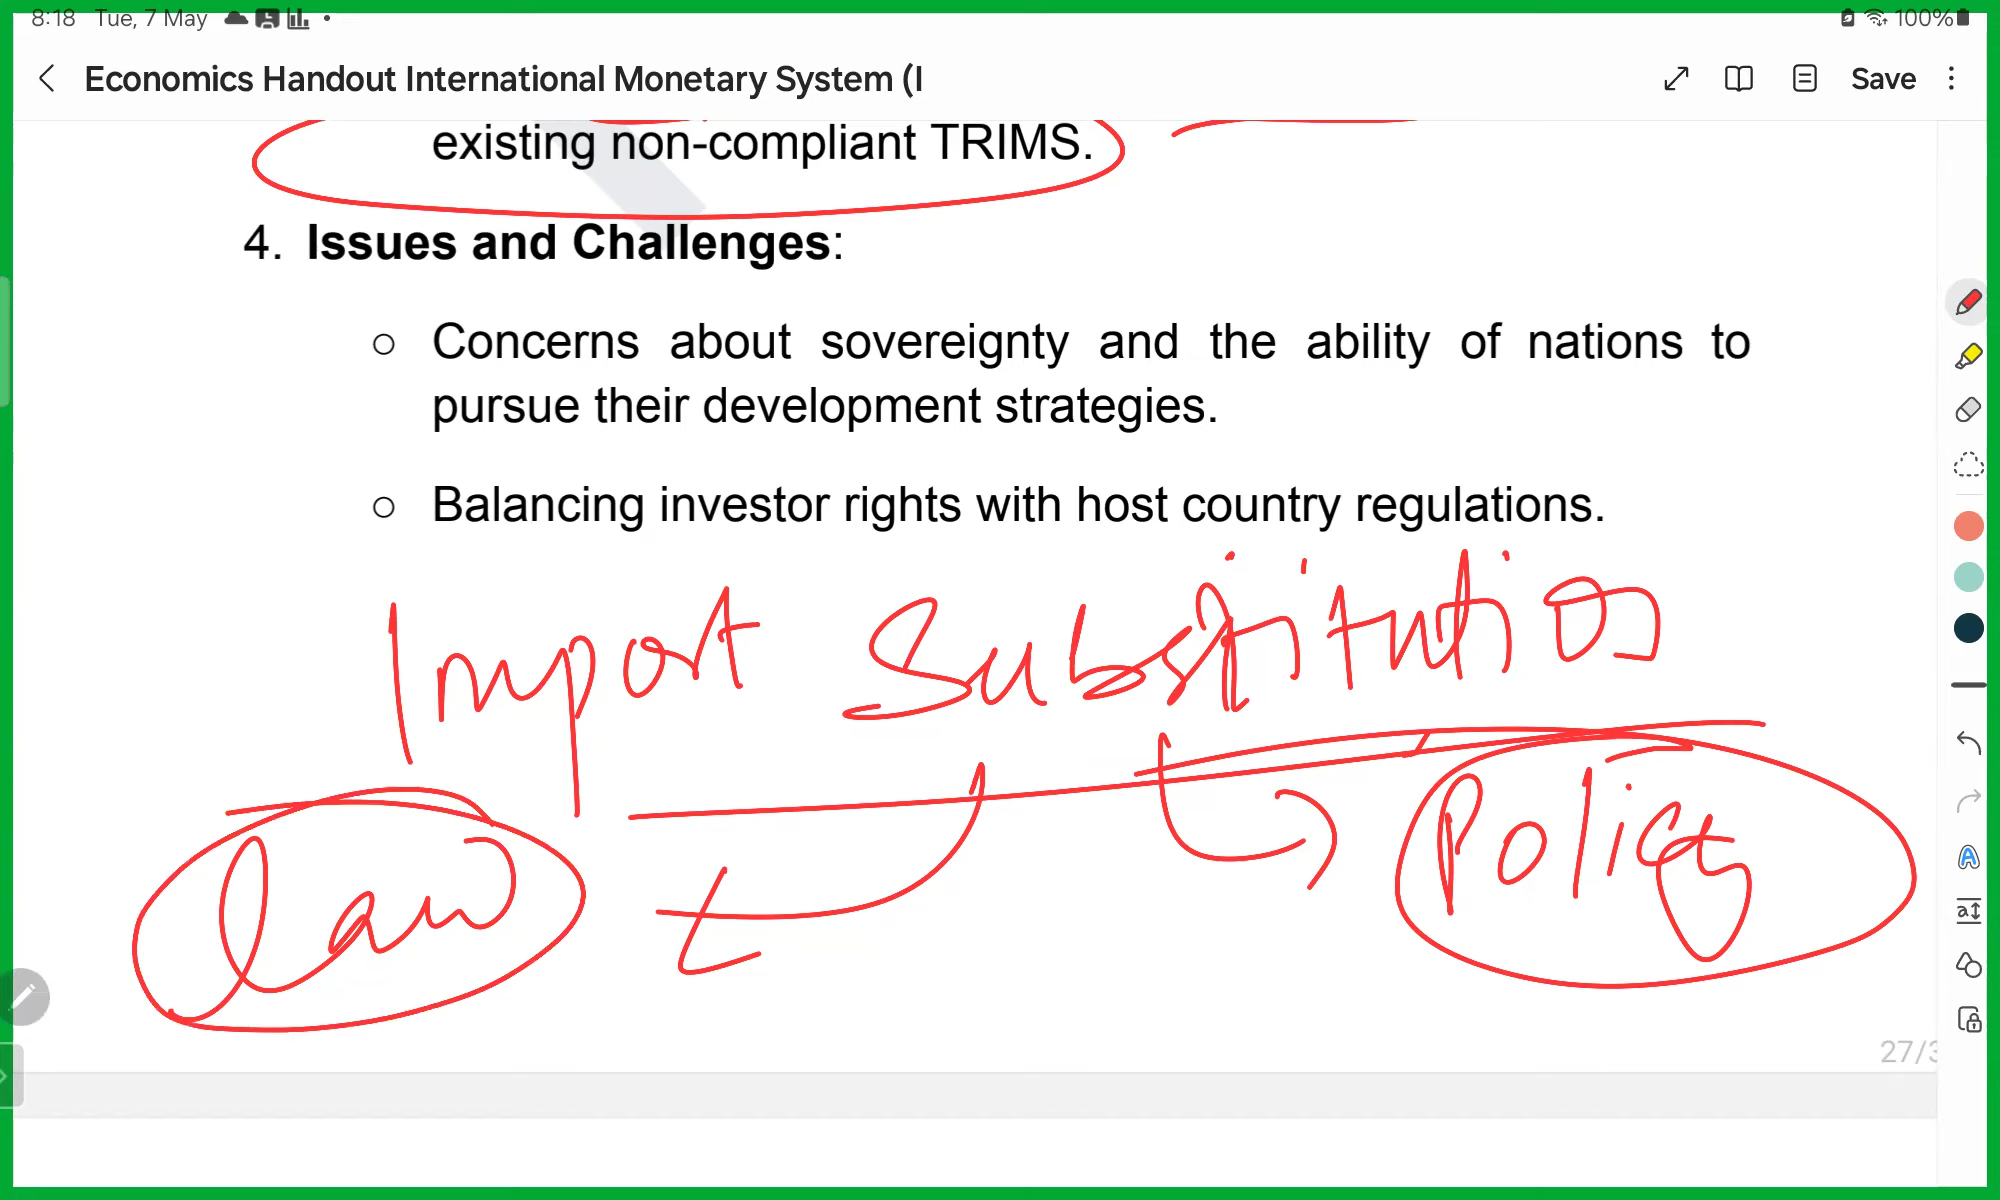 8:18 Tue, 7 May 100%
Economics Handout International Monetary System (I
Save
existing non-compliant TRIMS.
4. Issues and Challenges:
○ Concerns about sovereignty and the ability of nations to
pursue their development strategies.
○ Balancing investor rights with host country regulations.
Import Substitution
Law Policy
27/3